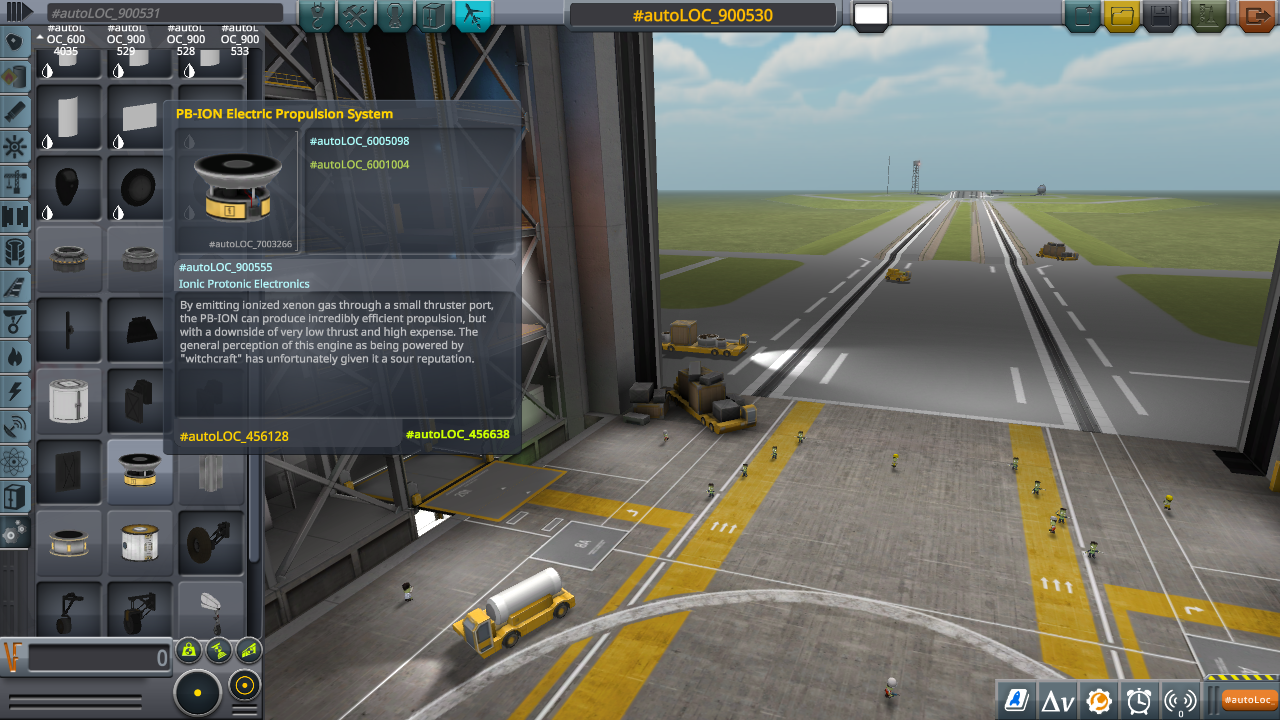 #autoLOC_900531
#autoLOC_900530
#autoL
OC_600
4035
#autoL
OC_900
529
#autoL
OC_900
528
#autoL
OC_900
533
PB-ION Electric Propulsion System
#autoLOC_6005098
#autoLOC_6001004
#autoLOC_7003266
#autoLOC_900555
Ionic Protonic Electronics
By emitting ionized xenon gas through a small thruster port,
the PB-ION can produce incredibly efficient propulsion, but
with a downside of very low thrust and high expense. The
general perception of this engine as being powered by
"witchcraft" has unfortunately given it a sour reputation.
#autoLOC_456128
#autoLOC_456638
8A
0
Δv
#autoLoc_